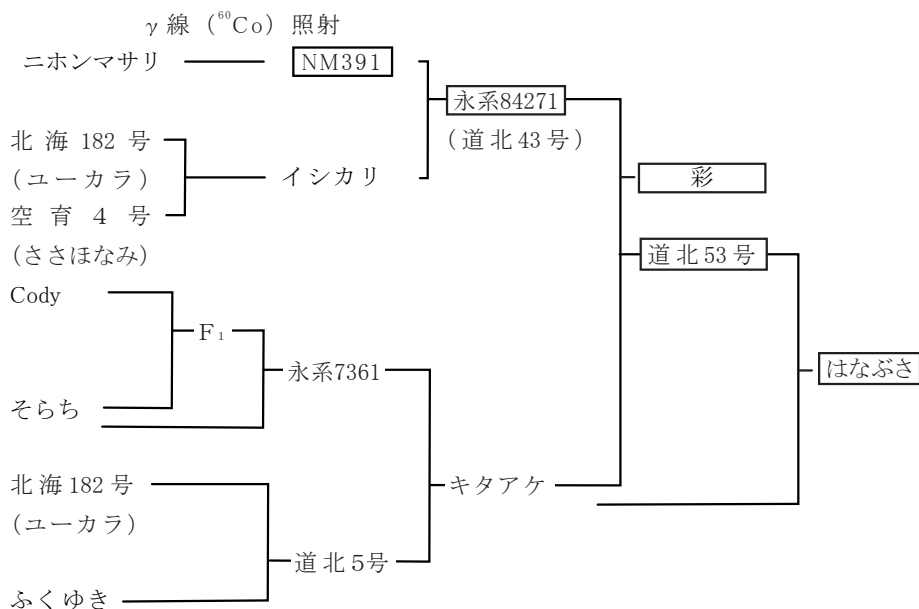 γ線（⁶⁰Co）照射
ニホンマサリ
NM391
永系84271
（道北43号）
北海182号
（ユーカラ）
イシカリ
彩
空育4号
（ささほなみ）
道北53号
Cody
F₁
はなぶさ
永系7361
そらち
北海182号
（ユーカラ）
キタアケ
道北5号
ふくゆき